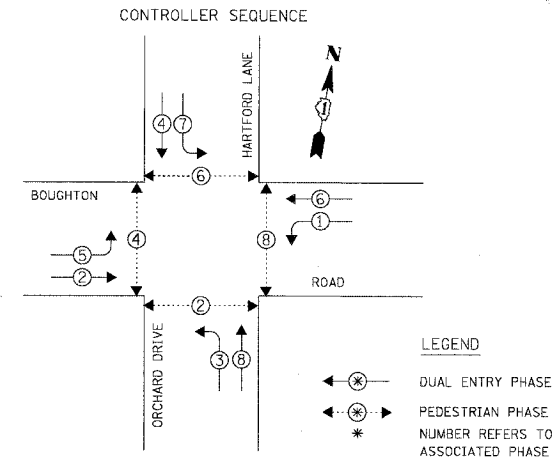 CONTROLLER SEQUENCE
HARTFORD LANE
N
1
4
7
6
BOUGHTON
6
1
4
8
5
2
ROAD
2
ORCHARD DRIVE
3
8
LEGEND
* DUAL ENTRY PHASE
* PEDESTRIAN PHASE
* NUMBER REFERS TO
ASSOCIATED PHASE